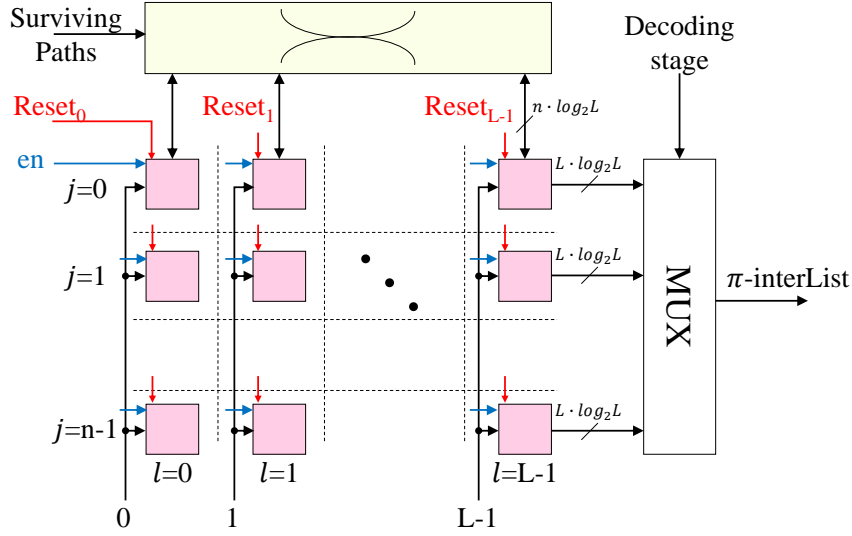 Surviving
Paths
Decoding
stage
Reset₀
Reset₁
Reset_{L-1}
n · log₂L
en
j=0
L · log₂L
j=1
L · log₂L
MUX
π-interList
j=n-1
L · log₂L
l=0
l=1
l=L-1
0
1
L-1